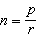 n = p/r